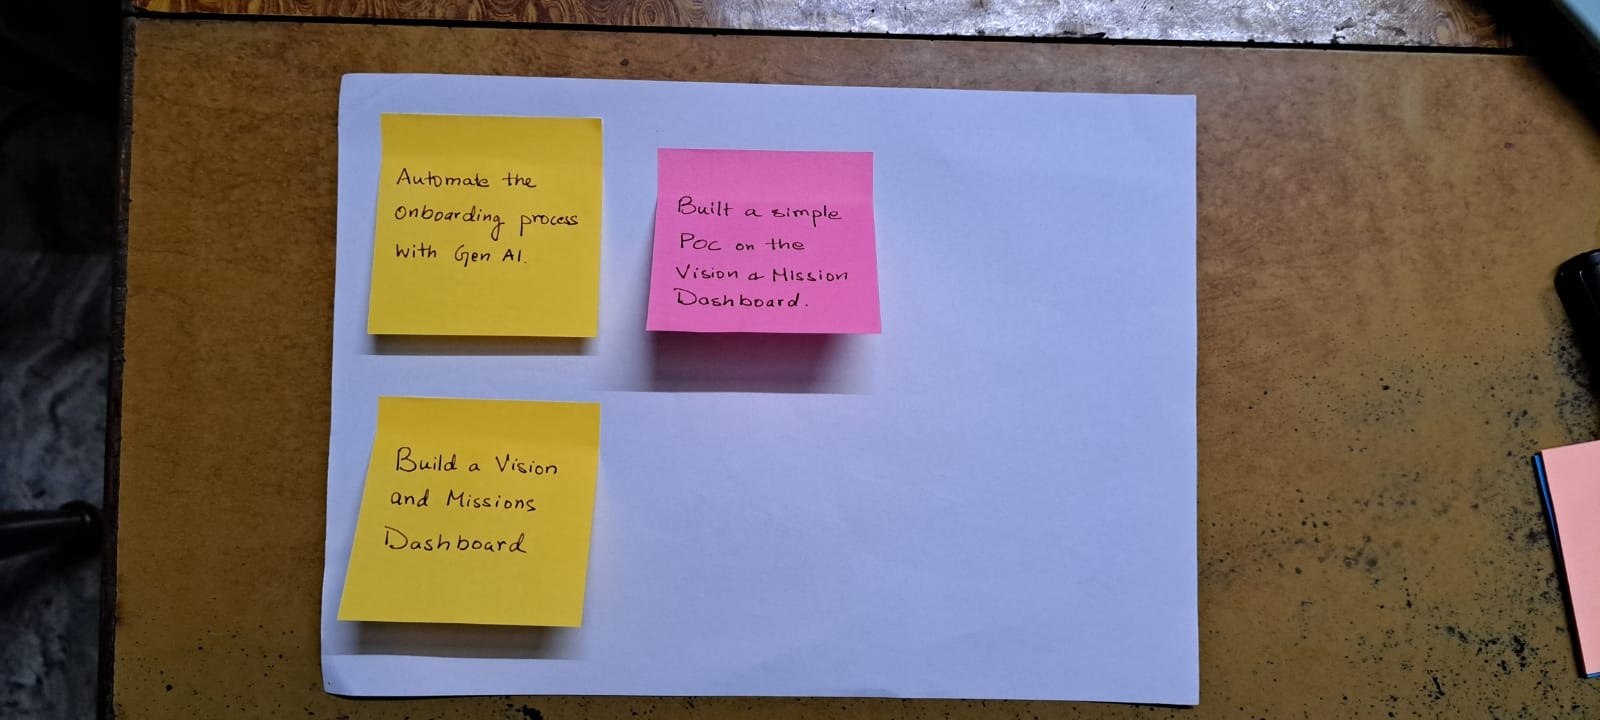 Automate the
Onboarding process
with Gen AI.
Built a simple
POC on the
Vision & Mission
Dashboard.
Build a Vision
and Missions
Dashboard